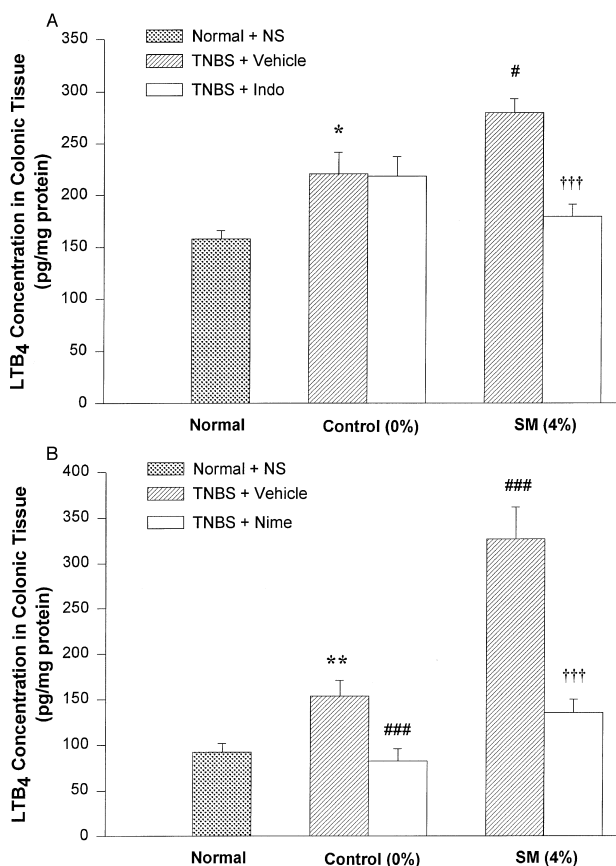 A
LTB4 Concentration in Colonic Tissue
(pg/mg protein)
350
300
250
200
150
100
50
0
Normal + NS
TNBS + Vehicle
TNBS + Indo
*
#
†††
Normal
Control (0%)
SM (4%)
B
LTB4 Concentration in Colonic Tissue
(pg/mg protein)
400
350
300
250
200
150
100
50
0
Normal + NS
TNBS + Vehicle
TNBS + Nime
**
###
###
†††
Normal
Control (0%)
SM (4%)